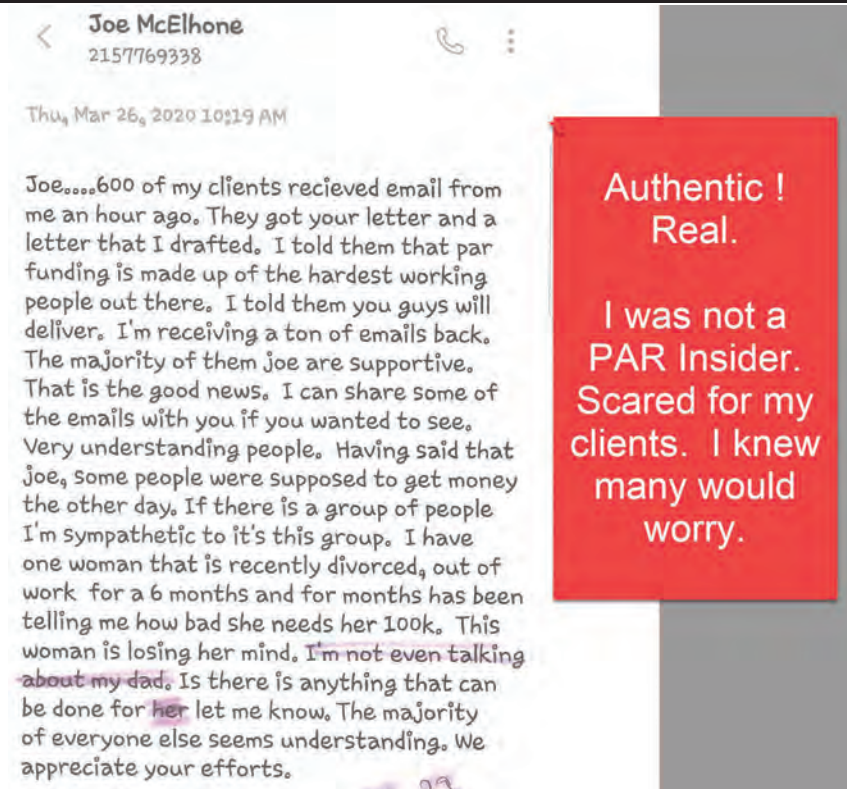 Joe McElhone
2157769338
Thu, Mar 26, 2020 10:19 AM
Joe....600 of my clients recieved email from
me an hour ago. They got your letter and a
letter that I drafted. I told them that par
funding is made up of the hardest working
people out there. I told them you guys will
deliver. I'm receiving a ton of emails back.
The majority of them joe are supportive.
That is the good news. I can share some of
the emails with you if you wanted to see.
Very understanding people. Having said that
joe, some people were supposed to get money
the other day. If there is a group of people
I'm sympathetic to it's this group. I have
one woman that is recently divorced, out of
work for a 6 months and for months has been
telling me how bad she needs her 100k. This
woman is losing her mind. I'm not even talking
about my dad. Is there is anything that can
be done for her let me know. The majority
of everyone else seems understanding. We
appreciate your efforts.
Authentic !
Real.
I was not a
PAR Insider.
Scared for my
clients. I knew
many would
worry.